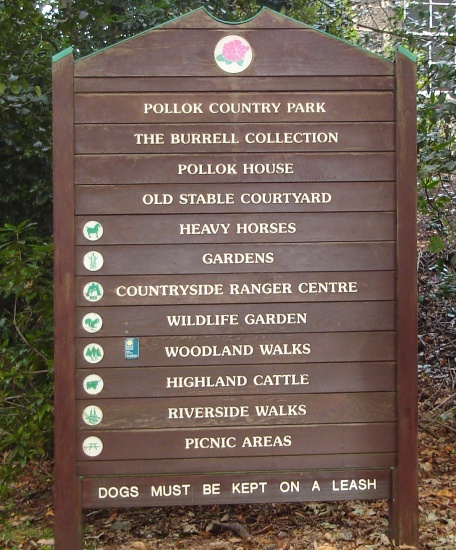 POLLOK COUNTRY PARK
THE BURRELL COLLECTION
POLLOK HOUSE
OLD STABLE COURTYARD
HEAVY HORSES
GARDENS
COUNTRYSIDE RANGER CENTRE
WILDLIFE GARDEN
WOODLAND WALKS
HIGHLAND CATTLE
RIVERSIDE WALKS
PICNIC AREAS
DOGS MUST BE KEPT ON A LEASH